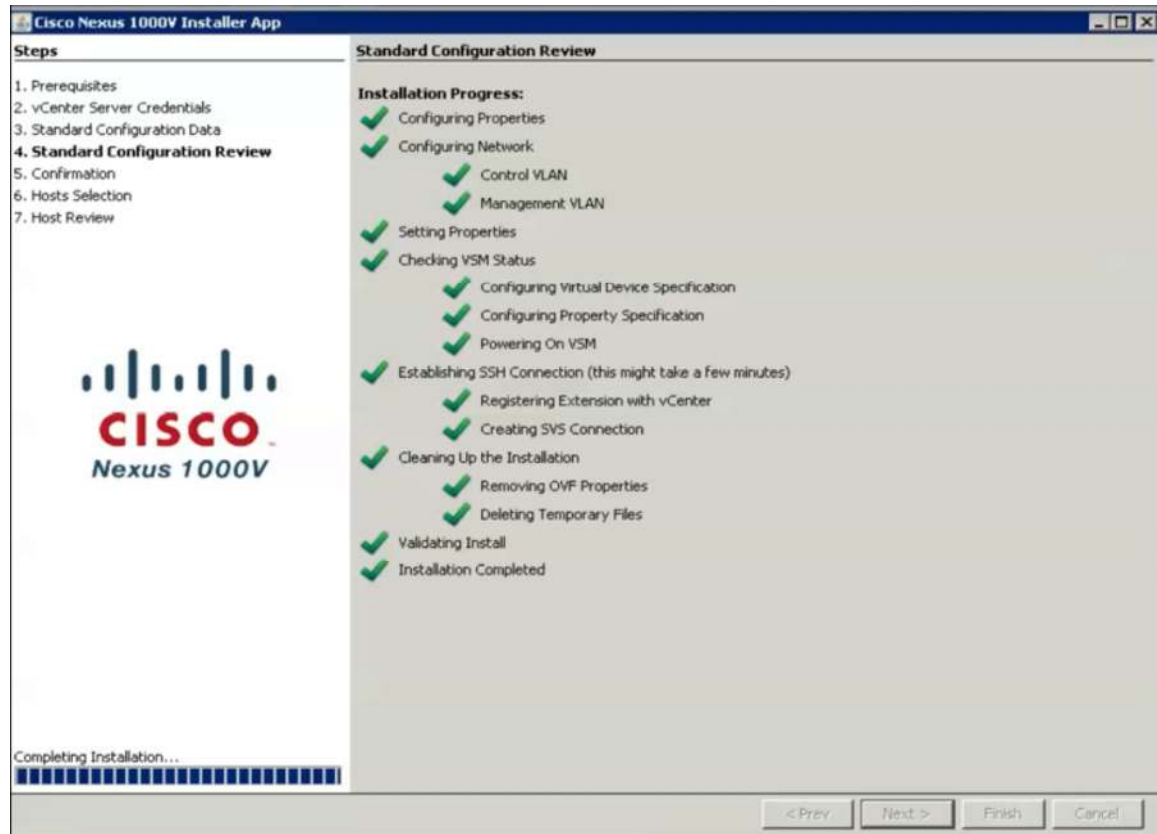 Cisco Nexus 1000V Installer App
Steps
1. Prerequisites
2. vCenter Server Credentials
3. Standard Configuration Data
4. Standard Configuration Review
5. Confirmation
6. Hosts Selection
7. Host Review
CISCO
Nexus 1000V
Completing Installation...
Standard Configuration Review
Installation Progress:
Configuring Properties
Configuring Network
Control VLAN
Management VLAN
Setting Properties
Checking VSM Status
Configuring Virtual Device Specification
Configuring Property Specification
Powering On VSM
Establishing SSH Connection (this might take a few minutes)
Registering Extension with vCenter
Creating SVS Connection
Cleaning Up the Installation
Removing OVF Properties
Deleting Temporary Files
Validating Install
Installation Completed
< Prev
Next >
Finish
Cancel